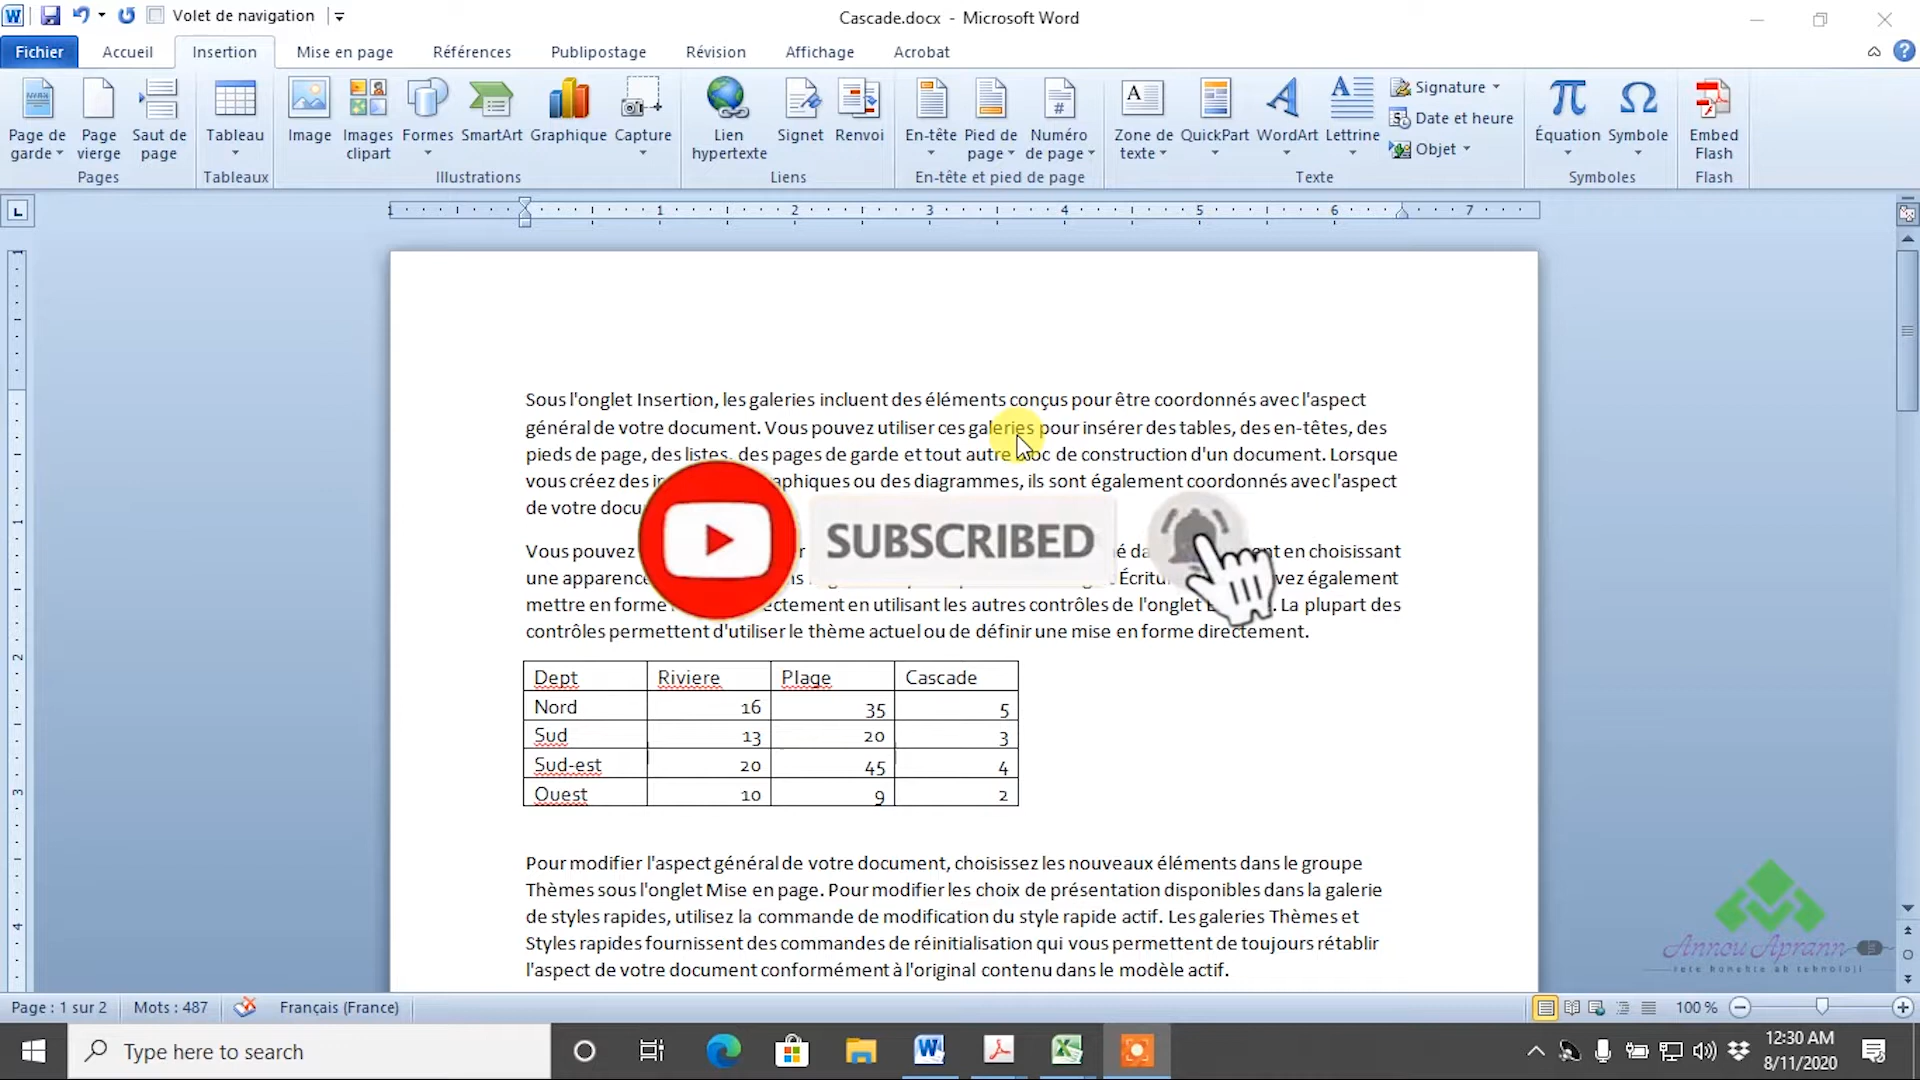 Volet de navigation
Cascade.docx - Microsoft Word
Fichier Accueil Insertion Mise en page Références Publipostage Révision Affichage Acrobat
Page de garde
Page vierge
Saut de page
Tableau
Image
Images clipart
Formes
SmartArt
Graphique
Capture
Lien hypertexte
Signet
Renvoi
En-tête
Pied de page
Numéro de page
Zone de texte
QuickPart
WordArt
Lettrine
Signature
Date et heure
Objet
Équation
Symbole
Embed Flash
Pages Tableaux Illustrations Liens En-tête et pied de page Texte Symboles Flash
1 1 2 3 4 5 6 7
Sous l'onglet Insertion, les galeries incluent des éléments conçus pour être coordonnés avec l'aspect
général de votre document. Vous pouvez utiliser ces galeries pour insérer des tables, des en-têtes, des
pieds de page, des listes, des pages de garde et tout autre bloc de construction d'un document. Lorsque
vous créez des graphiques ou des diagrammes, ils sont également coordonnés avec l'aspect
de votre
SUBSCRIBED
Vous pouvez en choisissant
une apparence également
mettre en forme en utilisant les autres contrôles de l'onglet La plupart des
contrôles permettent d'utiliser le thème actuel ou de définir une mise en forme directement.
Dept Riviere Plage Cascade
Nord 16 35 5
Sud 13 20 3
Sud-est 20 45 4
Ouest 10 9 2
Pour modifier l'aspect général de votre document, choisissez les nouveaux éléments dans le groupe
Thèmes sous l'onglet Mise en page. Pour modifier les choix de présentation disponibles dans la galerie
de styles rapides, utilisez la commande de modification du style rapide actif. Les galeries Thèmes et
Styles rapides fournissent des commandes de réinitialisation qui vous permettent de toujours rétablir
l'aspect de votre document conformément à l'original contenu dans le modèle actif.
Annou Aprann
Page : 1 sur 2 Mots : 487 Français (France) 100 %
Type here to search
12:30 AM
8/11/2020